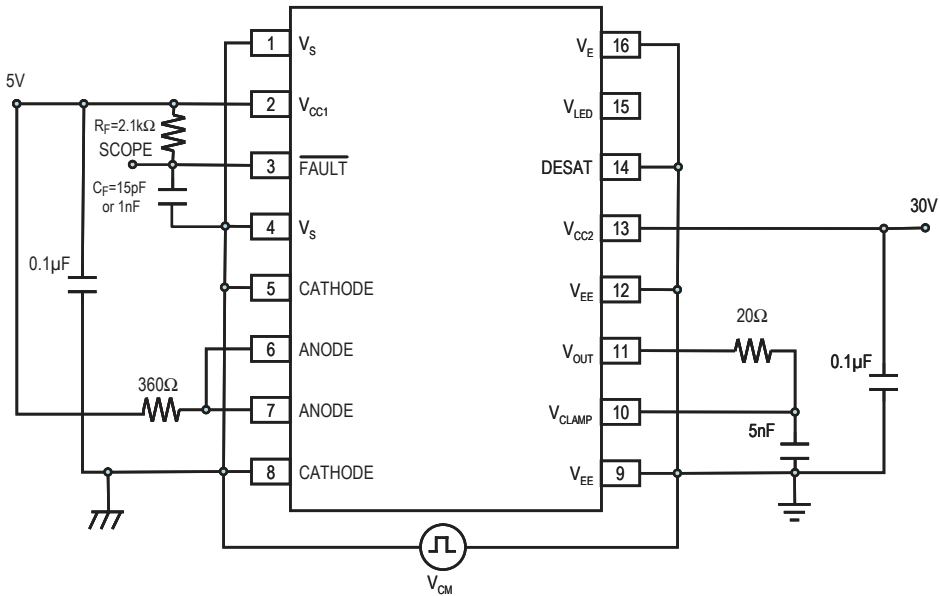 1 V_S
V_E 16
5V
2 V_CC1
V_LED 15
R_F=2.1kΩ
SCOPE
3 F̅A̅U̅L̅T̅
DESAT 14
C_F=15pF
or 1nF
4 V_S
V_CC2 13
30V
0.1µF
5 CATHODE
V_EE 12
20Ω
6 ANODE
V_OUT 11
0.1µF
360Ω
7 ANODE
V_CLAMP 10
5nF
8 CATHODE
V_EE 9
V_CM